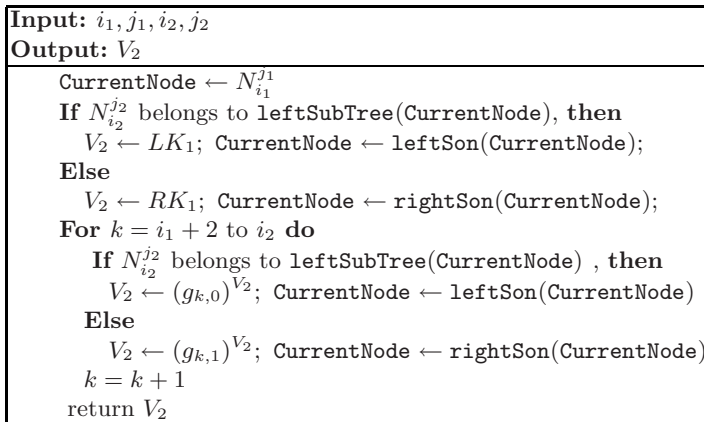 Input: $i_1, j_1, i_2, j_2$
Output: $V_2$
CurrentNode ← $N_{i_1}^{j_1}$
If $N_{i_2}^{j_2}$ belongs to leftSubTree(CurrentNode), then
$V_2 ← LK_1$; CurrentNode ← leftSon(CurrentNode);
Else
$V_2 ← RK_1$; CurrentNode ← rightSon(CurrentNode);
For $k = i_1 + 2$ to $i_2$ do
If $N_{i_2}^{j_2}$ belongs to leftSubTree(CurrentNode) , then
$V_2 ← (g_{k,0})^{V_2}$; CurrentNode ← leftSon(CurrentNode)
Else
$V_2 ← (g_{k,1})^{V_2}$; CurrentNode ← rightSon(CurrentNode)
$k = k + 1$
return $V_2$